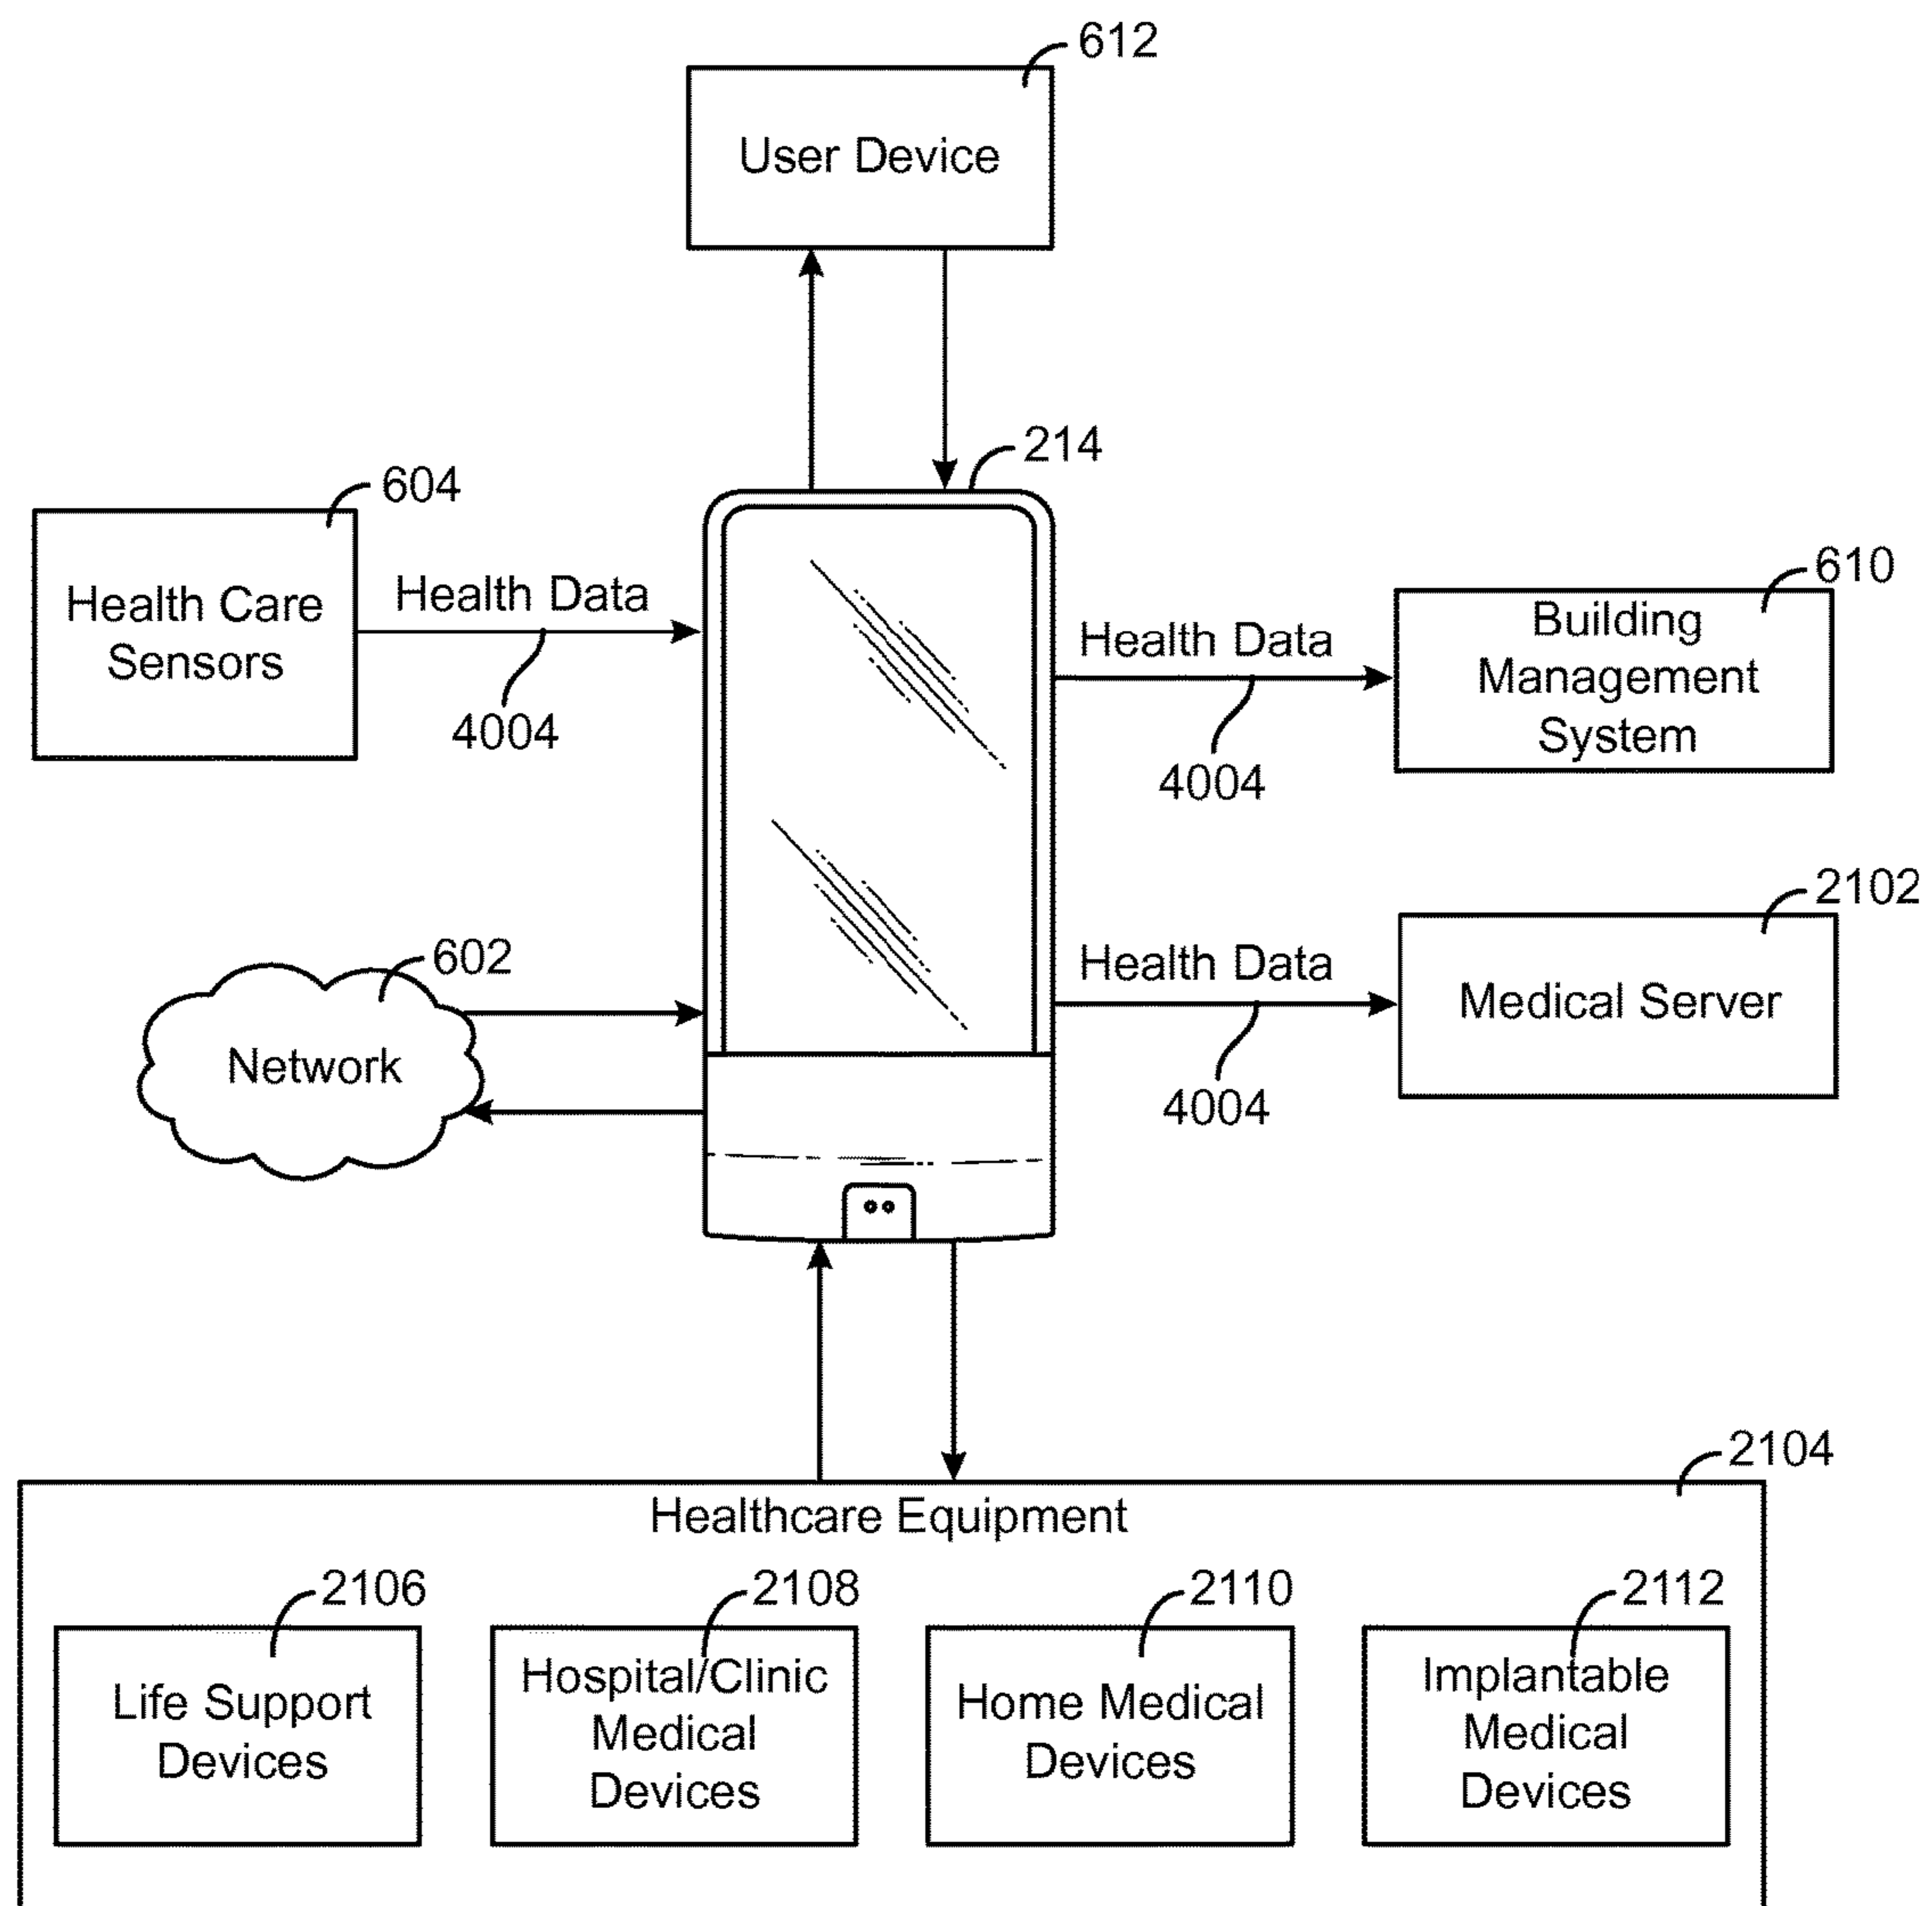 612
User Device
214
604
Health Care
Sensors
Health Data
4004
610
Building
Management
System
Health Data
4004
602
Network
2102
Medical Server
Health Data
4004
2104
Healthcare Equipment
2106
Life Support
Devices
2108
Hospital/Clinic
Medical
Devices
2110
Home Medical
Devices
2112
Implantable
Medical
Devices